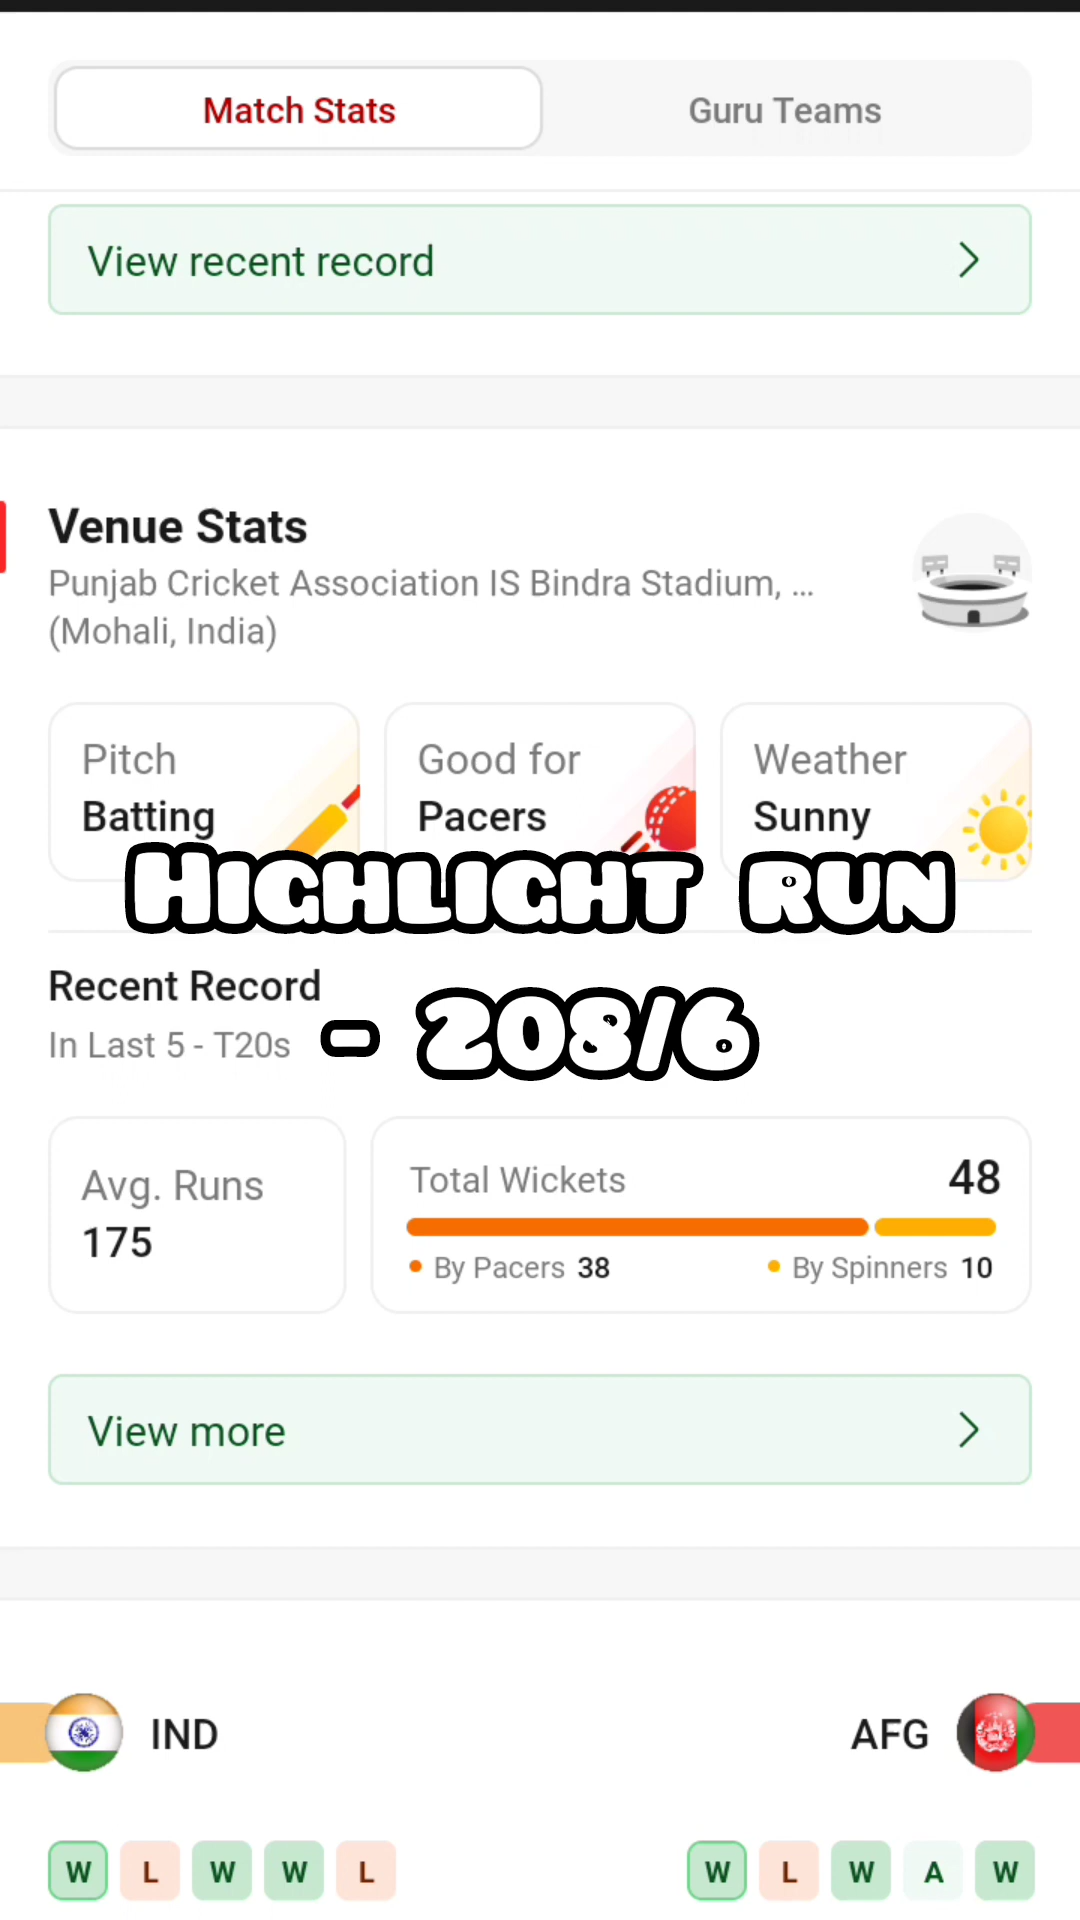 Match Stats
Guru Teams
View recent record
Venue Stats
Punjab Cricket Association IS Bindra Stadium, ...
(Mohali, India)
Pitch
Batting
Good for
Pacers
Weather
Sunny
HIGHLIGHT RUN
- 208/6
Recent Record
In Last 5 - T20s
Avg. Runs
175
Total Wickets 48
By Pacers 38
By Spinners 10
View more
IND
AFG
W L W W L
W L W A W